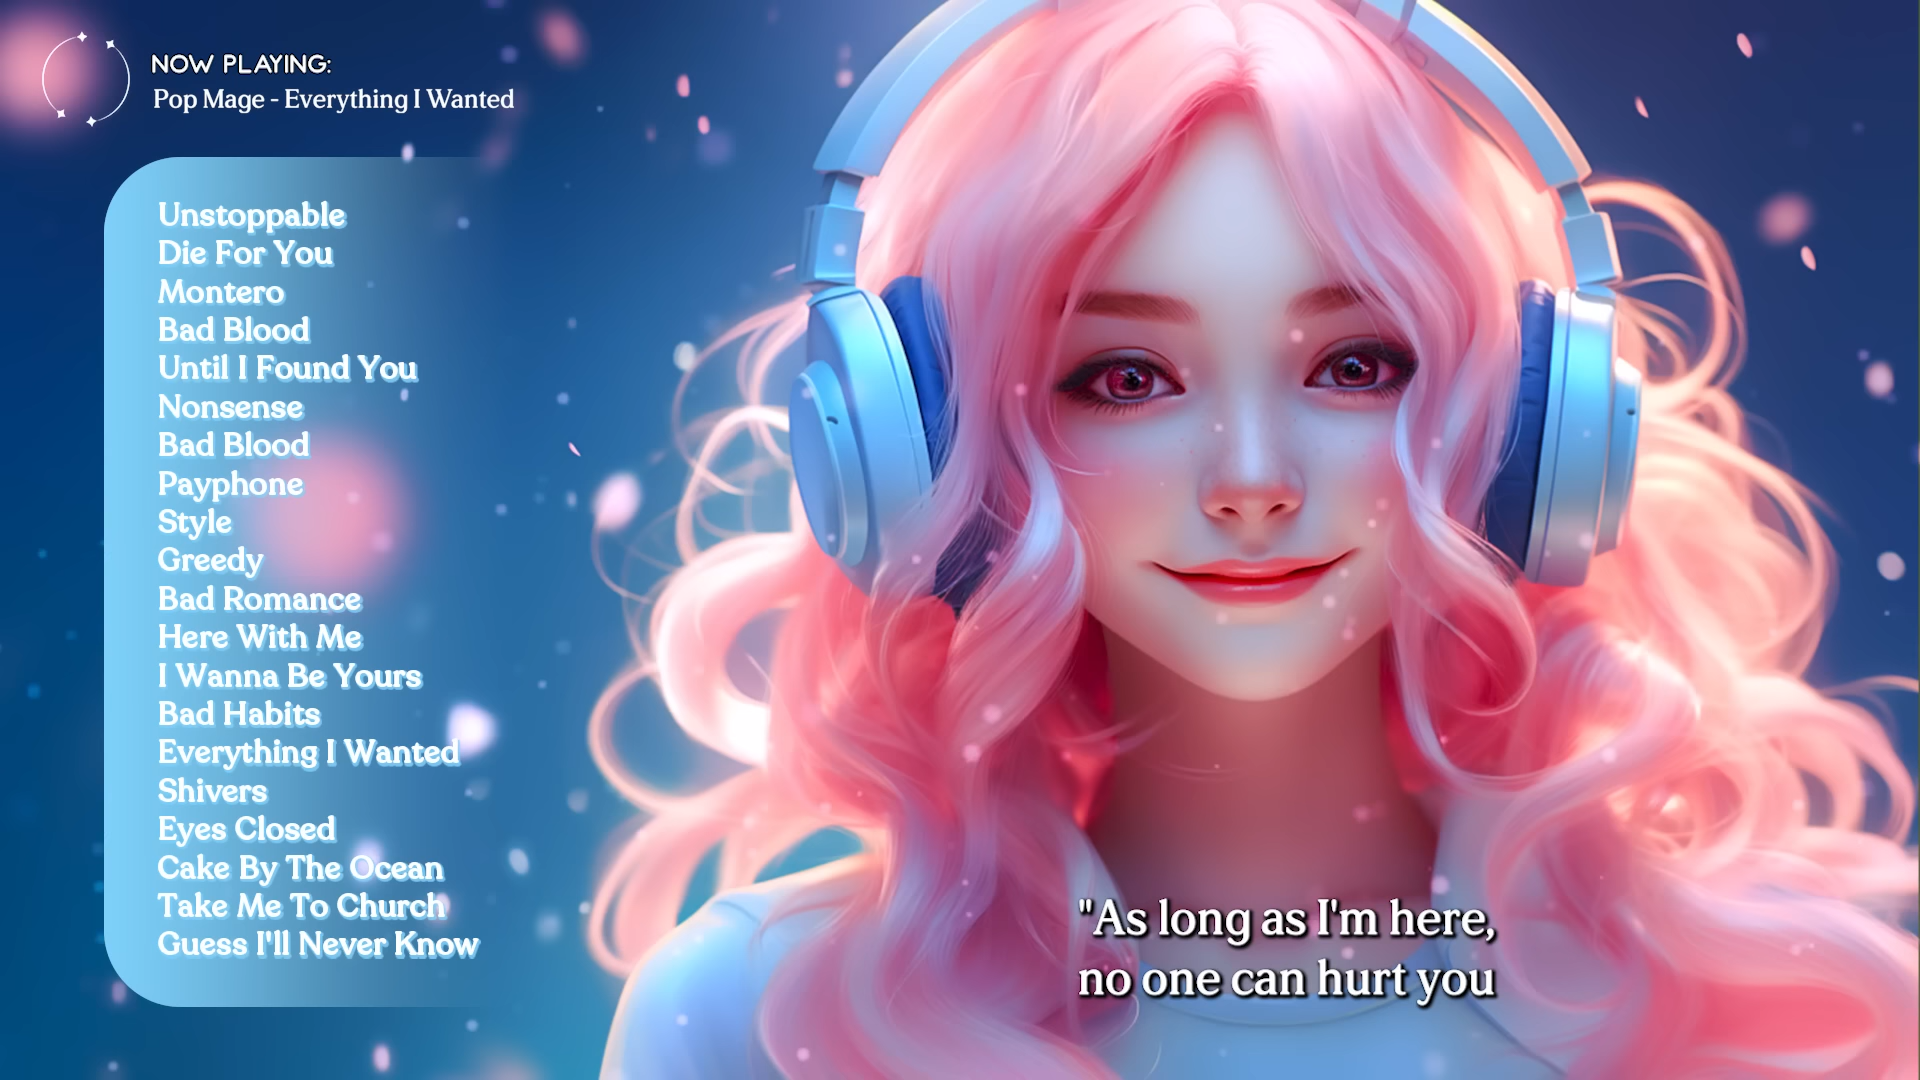 NOW PLAYING:
Pop Mage - Everything I Wanted
Unstoppable
Die For You
Montero
Bad Blood
Until I Found You
Nonsense
Bad Blood
Payphone
Style
Greedy
Bad Romance
Here With Me
I Wanna Be Yours
Bad Habits
Everything I Wanted
Shivers
Eyes Closed
Cake By The Ocean
Take Me To Church
Guess I'll Never Know
"As long as I'm here,
no one can hurt you